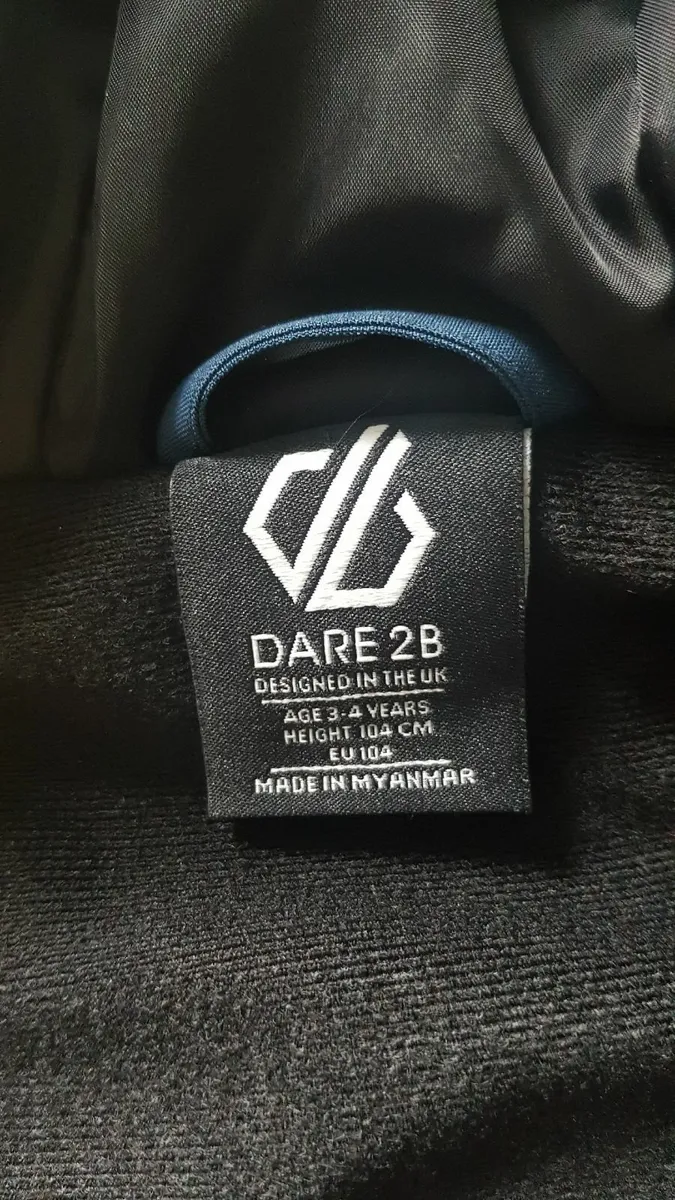 DARE 2B
DESIGNED IN THE UK
AGE 3-4 YEARS
HEIGHT 104 CM
EU 104
MADE IN MYANMAR